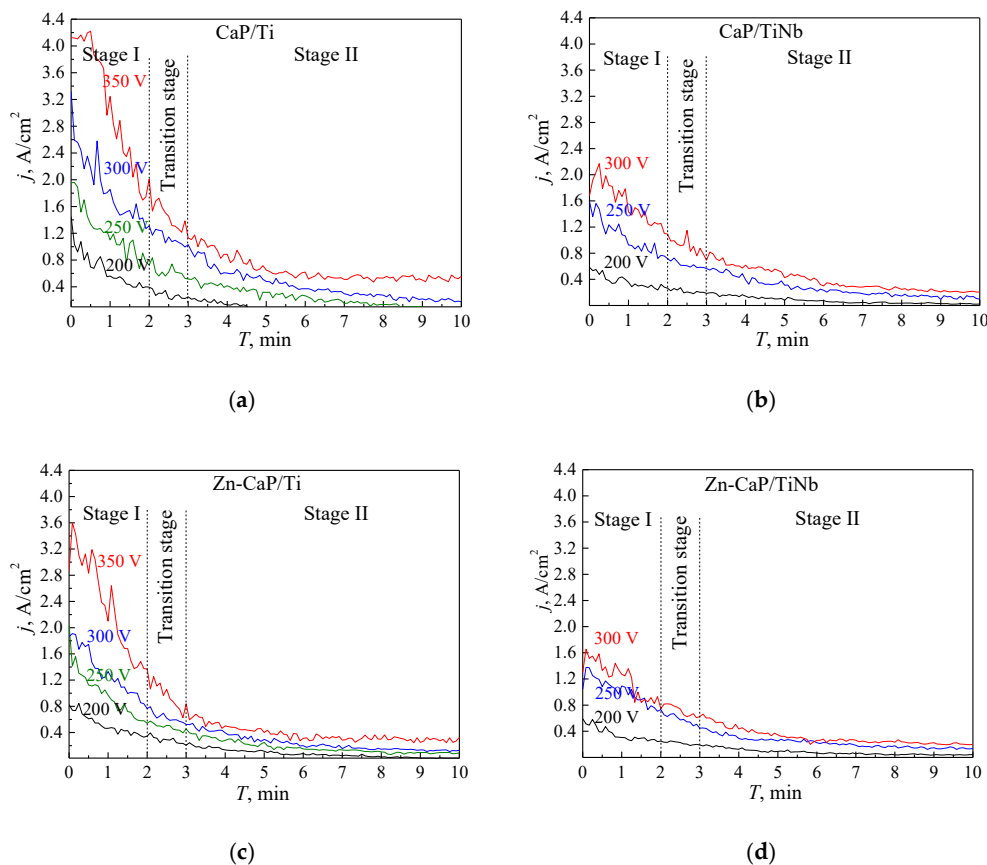 CaP/Ti
Stage I
Transition stage
Stage II
350 V
300 V
250 V
200 V
j, A/cm²
4.4
4.0
3.6
3.2
2.8
2.4
2.0
1.6
1.2
0.8
0.4
0 1 2 3 4 5 6 7 8 9 10
T, min
(a)
CaP/TiNb
Stage I
Transition stage
Stage II
300 V
250 V
200 V
j, A/cm²
4.4
4.0
3.6
3.2
2.8
2.4
2.0
1.6
1.2
0.8
0.4
0 1 2 3 4 5 6 7 8 9 10
T, min
(b)
Zn-CaP/Ti
Stage I
Transition stage
Stage II
350 V
300 V
250 V
200 V
j, A/cm²
4.4
4.0
3.6
3.2
2.8
2.4
2.0
1.6
1.2
0.8
0.4
0 1 2 3 4 5 6 7 8 9 10
T, min
(c)
Zn-CaP/TiNb
Stage I
Transition stage
Stage II
300 V
250 V
200 V
j, A/cm²
4.4
4.0
3.6
3.2
2.8
2.4
2.0
1.6
1.2
0.8
0.4
0 1 2 3 4 5 6 7 8 9 10
T, min
(d)